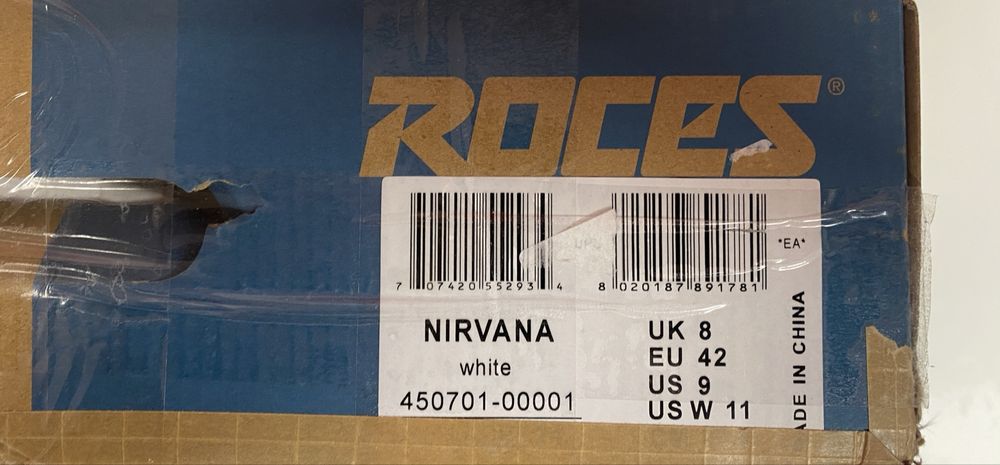 ROCES®
UPC
*EA*
7 07420 55293 4
8 020187 891781
NIRVANA
white
450701-00001
UK 8
EU 42
US 9
US W 11
ADE IN CHINA